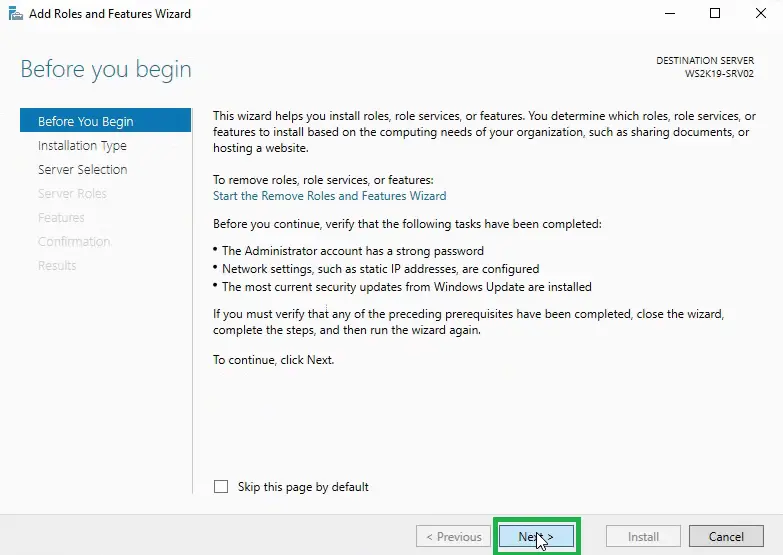 Add Roles and Features Wizard
Before you begin
DESTINATION SERVER
WS2K19-SRV02
Before You Begin
Installation Type
Server Selection
Server Roles
Features
Confirmation
Results
This wizard helps you install roles, role services, or features. You determine which roles, role services, or
features to install based on the computing needs of your organization, such as sharing documents, or
hosting a website.
To remove roles, role services, or features:
Start the Remove Roles and Features Wizard
Before you continue, verify that the following tasks have been completed:
• The Administrator account has a strong password
• Network settings, such as static IP addresses, are configured
• The most current security updates from Windows Update are installed
If you must verify that any of the preceding prerequisites have been completed, close the wizard,
complete the steps, and then run the wizard again.
To continue, click Next.
Skip this page by default
< Previous
Next >
Install
Cancel